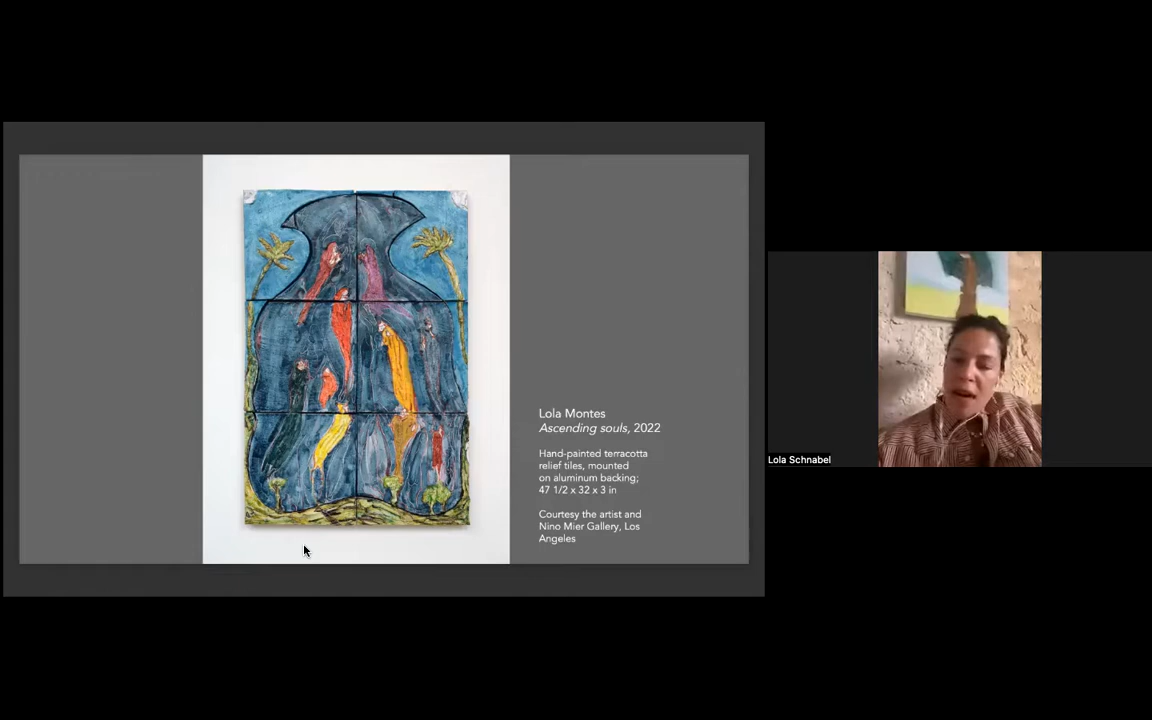 Lola Montes
Ascending souls, 2022
Hand-painted terracotta
relief tiles, mounted
on aluminum backing;
47 1/2 x 32 x 3 in
Courtesy the artist and
Nino Mier Gallery, Los
Angeles
Lola Schnabel